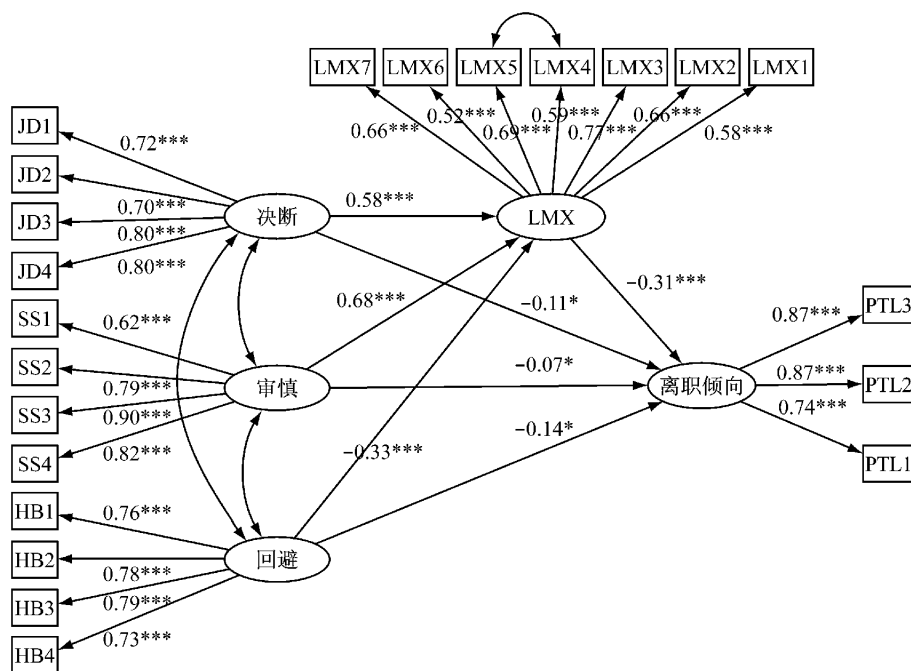 LMX7 LMX6 LMX5 LMX4 LMX3 LMX2 LMX1
0.66*** 0.52*** 0.69*** 0.59*** 0.77*** 0.66*** 0.58***
JD1
0.72***
JD2
0.70***
JD3
0.80***
JD4
0.80***
决断
0.58***
LMX
SS1
0.62***
SS2
0.79***
SS3
0.90***
SS4
0.82***
审慎
0.68***
-0.11*
-0.31***
-0.07*
离职倾向
-0.33***
-0.14*
0.87***
PTL3
0.87***
PTL2
0.74***
PTL1
HB1
0.76***
HB2
0.78***
HB3
0.79***
HB4
0.73***
回避